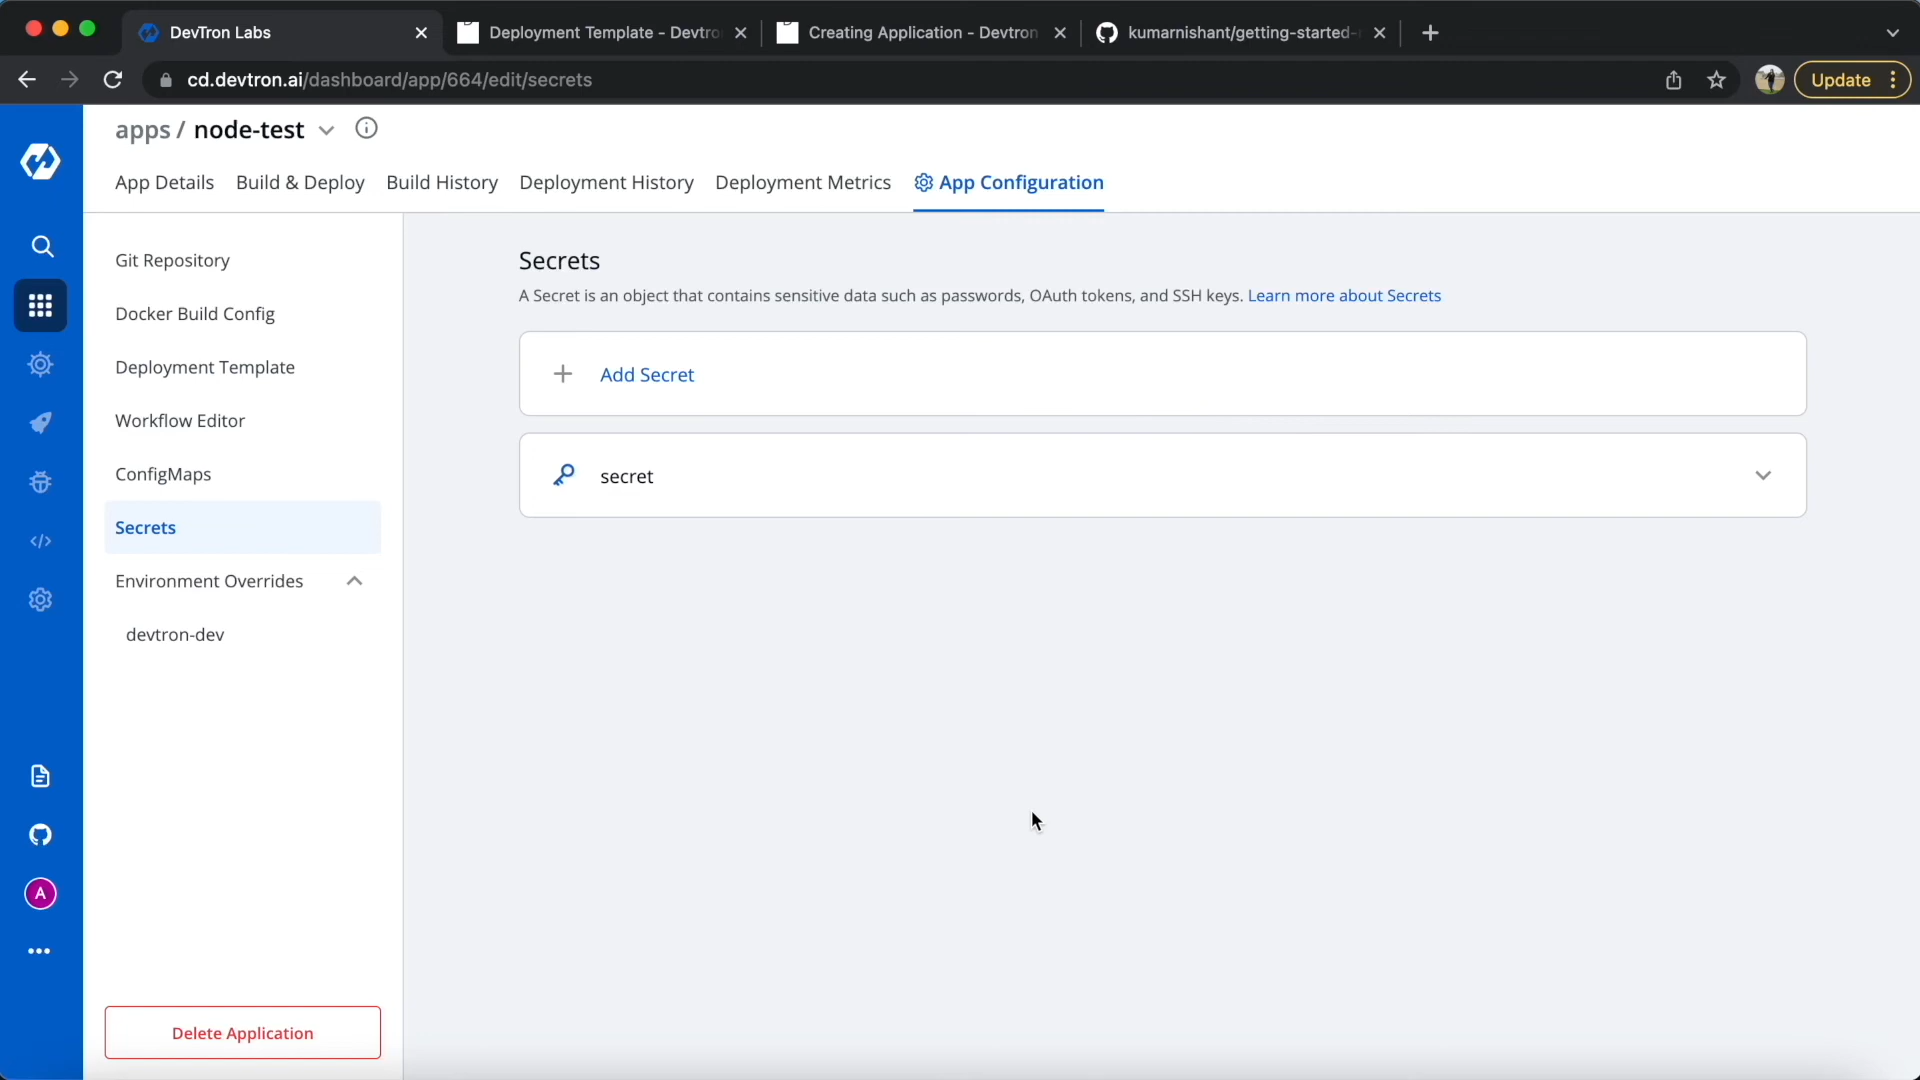 DevTron Labs
Deployment Template - Devtro
Creating Application - Devtron
kumarnishant/getting-started-
cd.devtron.ai/dashboard/app/664/edit/secrets
Update
apps / node-test
App Details
Build & Deploy
Build History
Deployment History
Deployment Metrics
App Configuration
Git Repository
Docker Build Config
Deployment Template
Workflow Editor
ConfigMaps
Secrets
Environment Overrides
devtron-dev
Delete Application
A
Secrets
A Secret is an object that contains sensitive data such as passwords, OAuth tokens, and SSH keys. Learn more about Secrets
Add Secret
secret